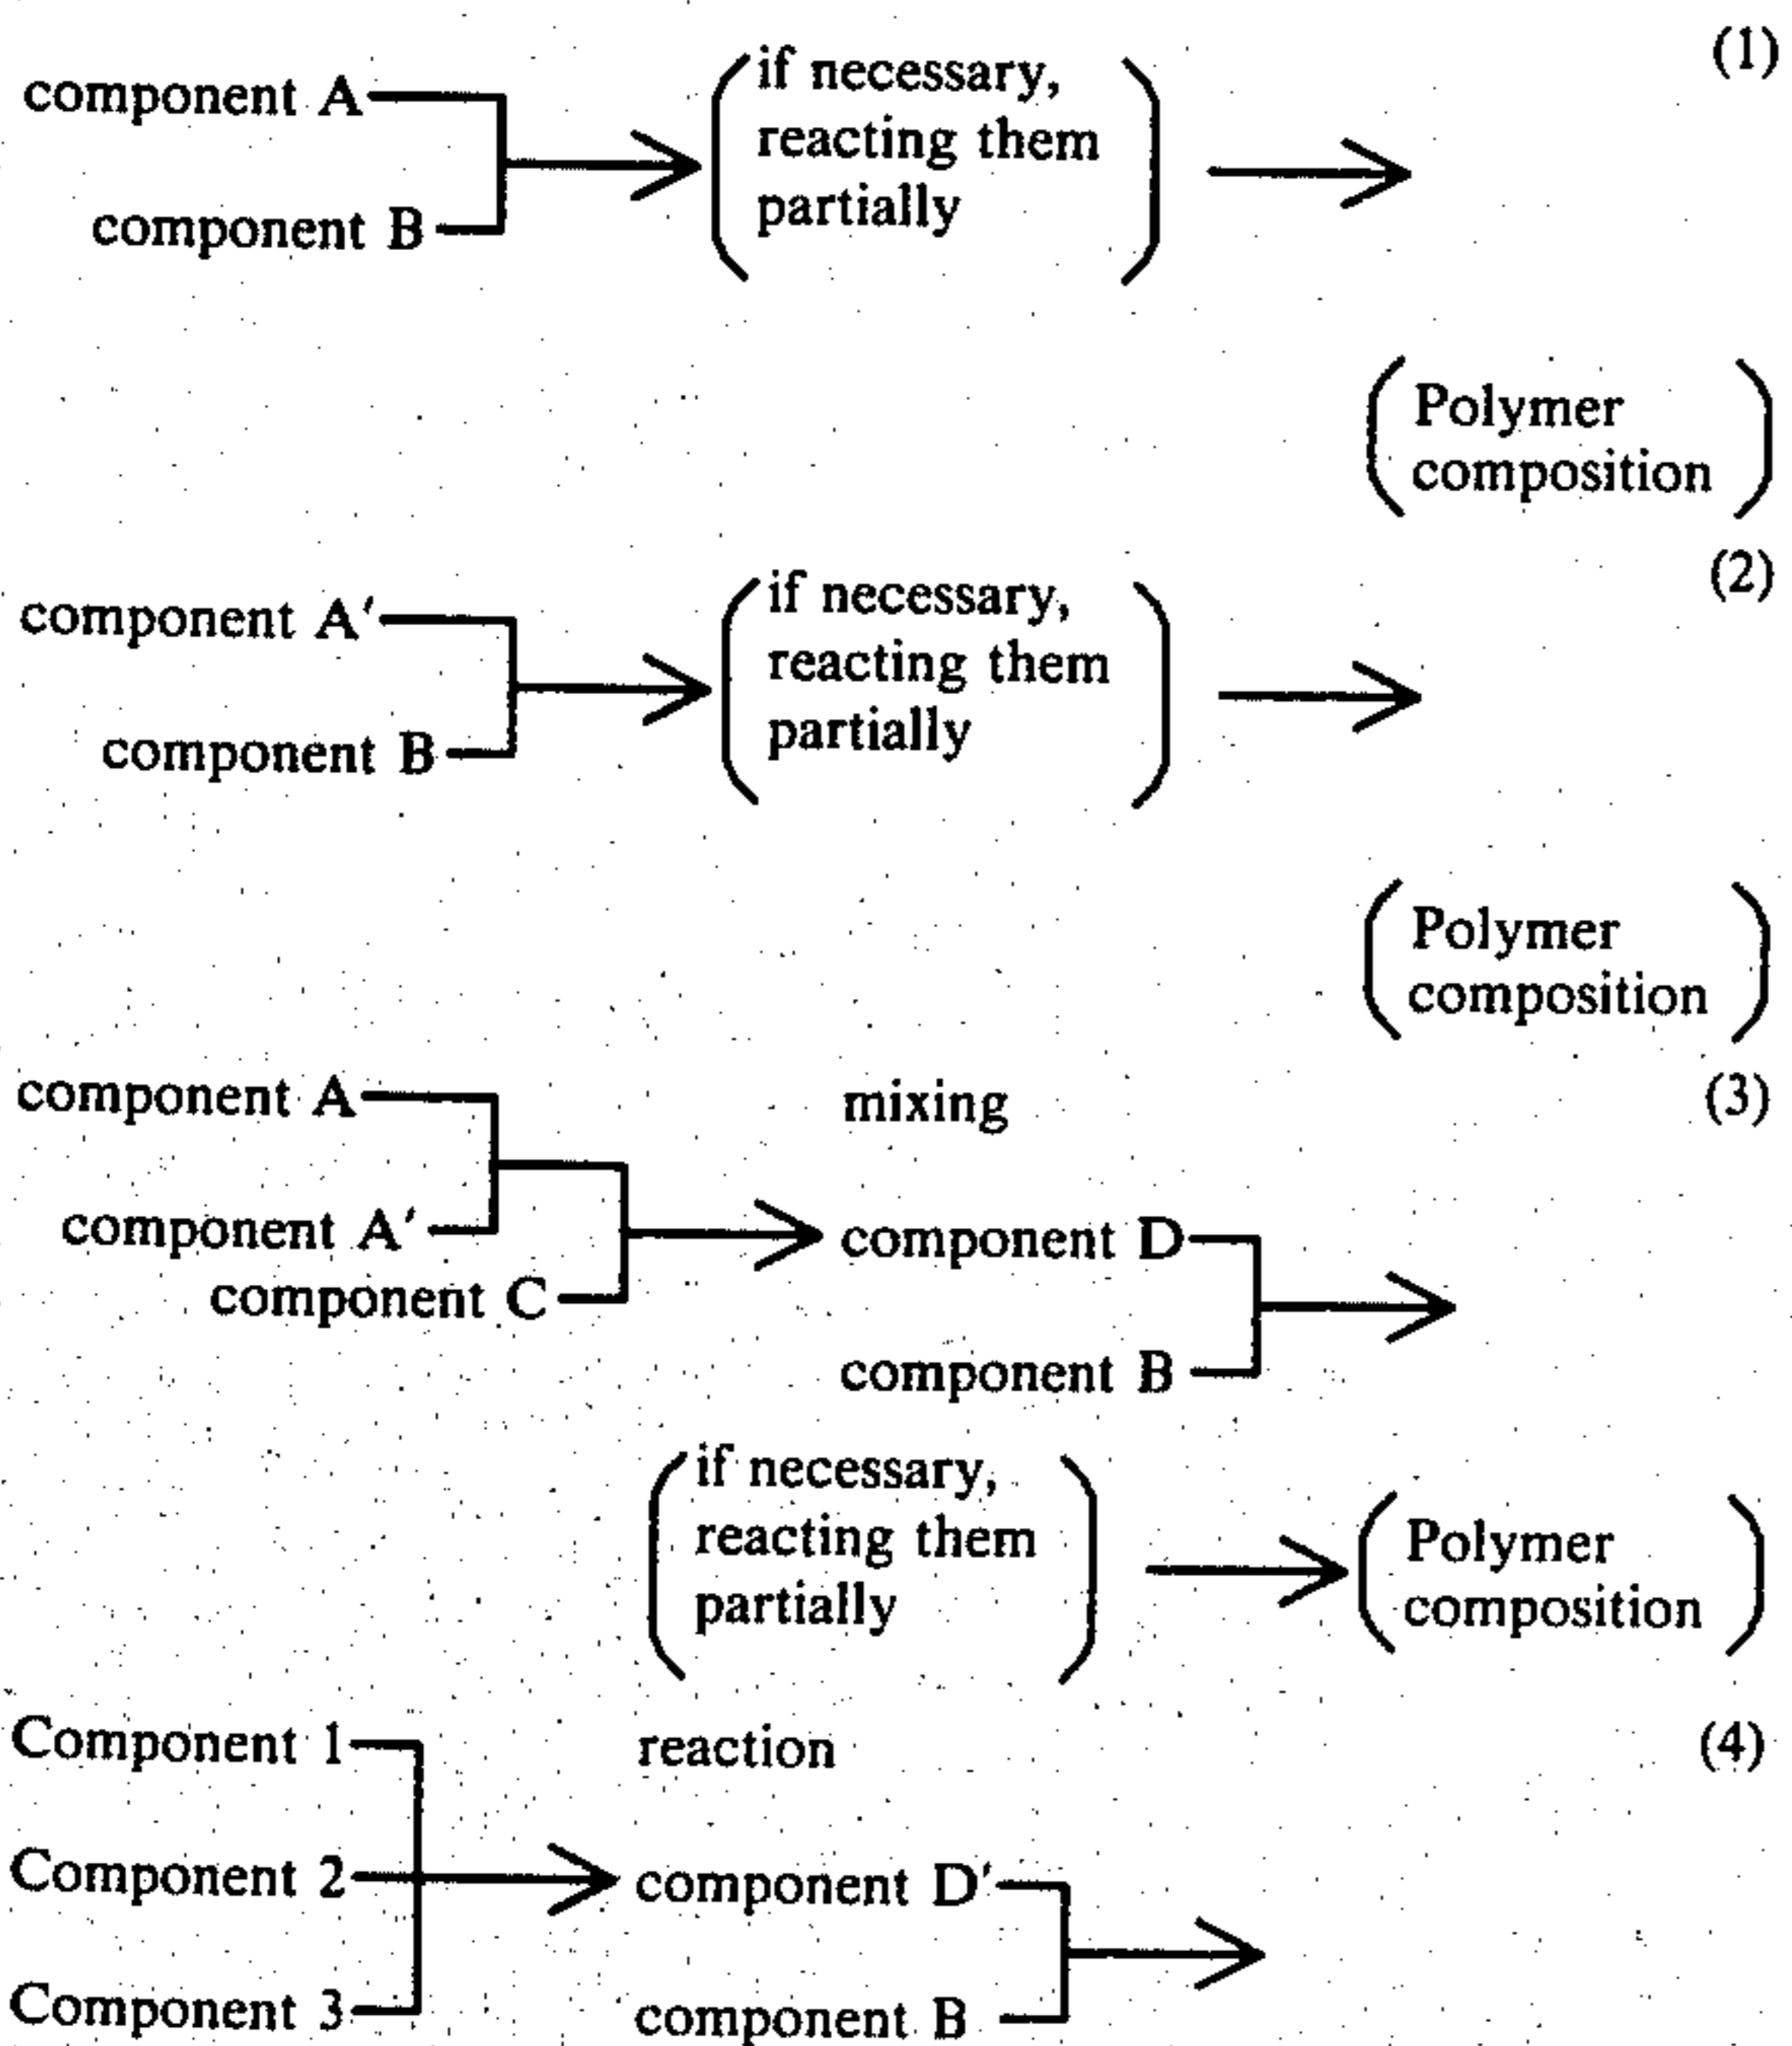 (1)
component A
if necessary,
reacting them
partially
component B
Polymer
composition
(2)
component A′
if necessary,
reacting them
partially
component B
Polymer
composition
(3)
component A
mixing
component A′
component D
component C
component B
if necessary,
reacting them
partially
Polymer
composition
(4)
Component 1
reaction
Component 2
component D′
Component 3
component B